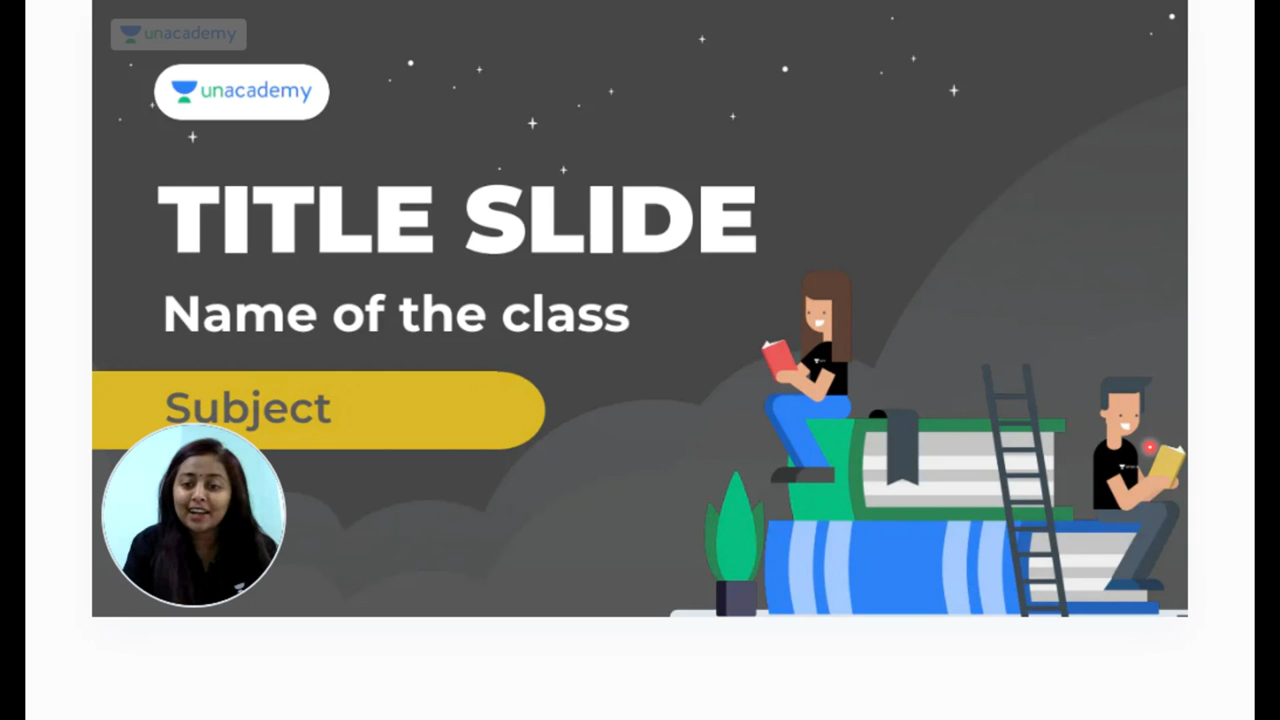 unacademy
unacademy
TITLE SLIDE
Name of the class
Subject